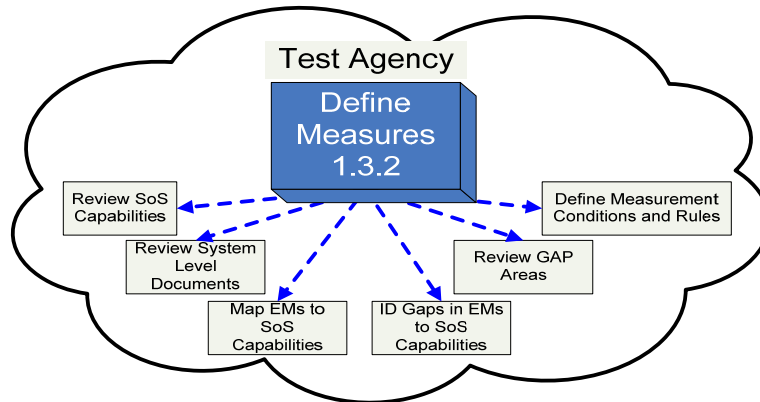 Test Agency
Define
Measures
1.3.2
Review SoS
Capabilities
Define Measurement
Conditions and Rules
Review System
Level
Documents
Review GAP
Areas
Map EMs to
SoS
Capabilities
ID Gaps in EMs
to SoS
Capabilities